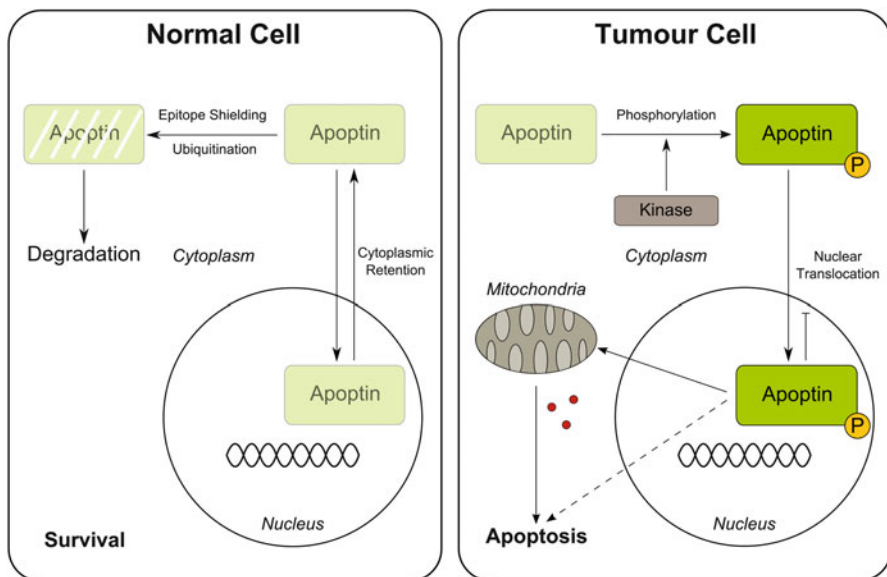 Normal Cell
Apoptin
Epitope Shielding
Ubiquitination
Apoptin
Degradation
Cytoplasm
Cytoplasmic
Retention
Apoptin
Nucleus
Survival
Tumour Cell
Apoptin
Phosphorylation
Apoptin
P
Kinase
Cytoplasm
Nuclear
Translocation
Mitochondria
Apoptin
P
Nucleus
Apoptosis